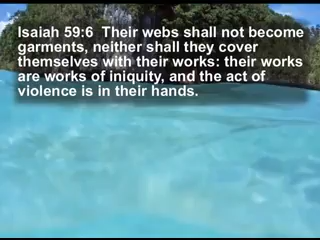 Isaiah 59:6  Their webs shall not become
garments, neither shall they cover
themselves with their works: their works
are works of iniquity, and the act of
violence is in their hands.